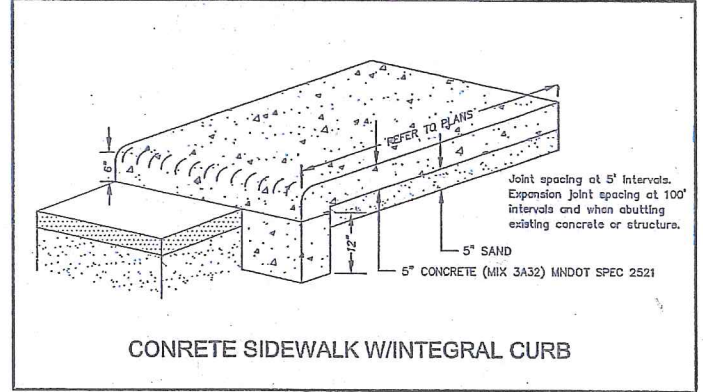 6"
REFER TO PLANS
Joint spacing at 5' intervals.
Expansion joint spacing at 100'
intervals and when abutting
existing concrete or structure.
12"
5" SAND
5" CONCRETE (MIX 3A32) MNDOT SPEC 2521
CONRETE SIDEWALK W/INTEGRAL CURB